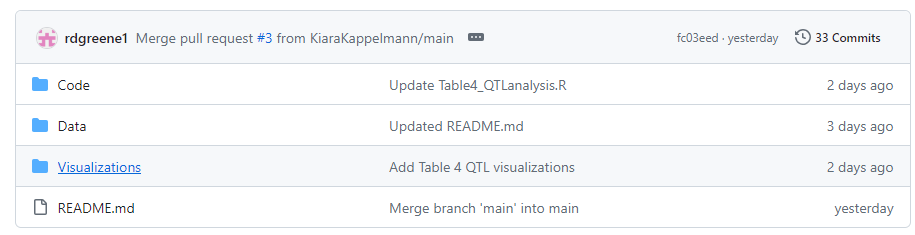 rdgreene1 Merge pull request #3 from KiaraKappelmann/main fc03eed · yesterday 33 Commits
Code Update Table4_QTLanalysis.R 2 days ago
Data Updated README.md 3 days ago
Visualizations Add Table 4 QTL visualizations 2 days ago
README.md Merge branch 'main' into main yesterday